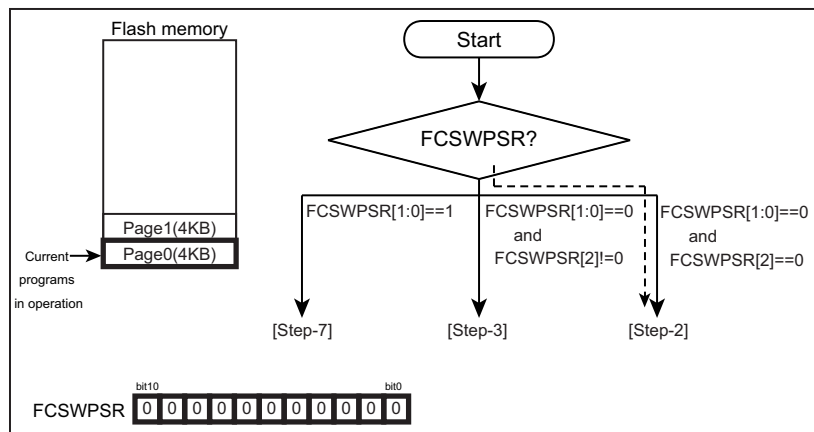 Flash memory
Start
FCSWPSR?
FCSWPSR[1:0]==1
FCSWPSR[1:0]==0
and
FCSWPSR[2]!=0
FCSWPSR[1:0]==0
and
FCSWPSR[2]==0
Page1(4KB)
Page0(4KB)
Current
programs
in operation
[Step-7]
[Step-3]
[Step-2]
bit10
bit0
FCSWPSR
0 0 0 0 0 0 0 0 0 0 0